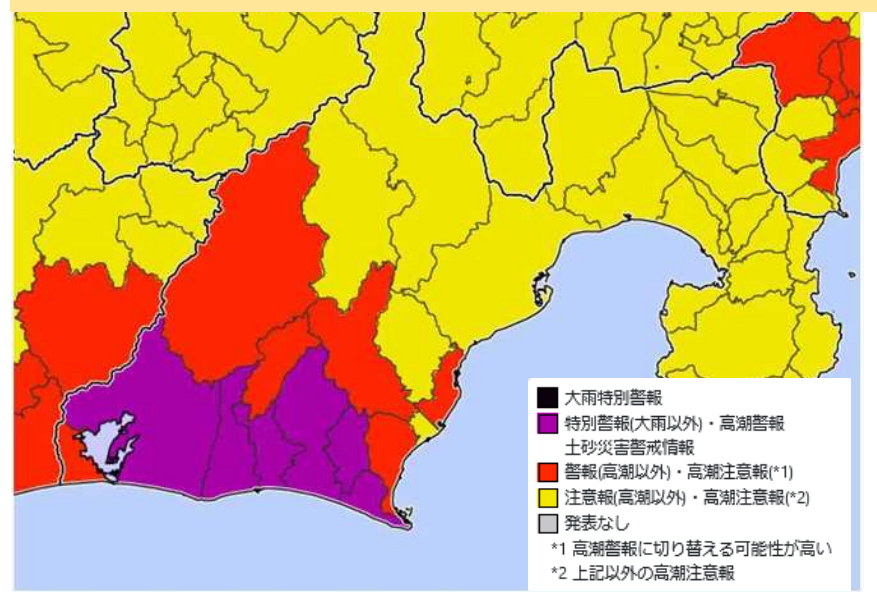 大雨特別警報
特別警報(大雨以外)・高潮警報
土砂災害警戒情報
警報(高潮以外)・高潮注意報(*1)
注意報(高潮以外)・高潮注意報(*2)
発表なし
*1 高潮警報に切り替える可能性が高い
*2 上記以外の高潮注意報